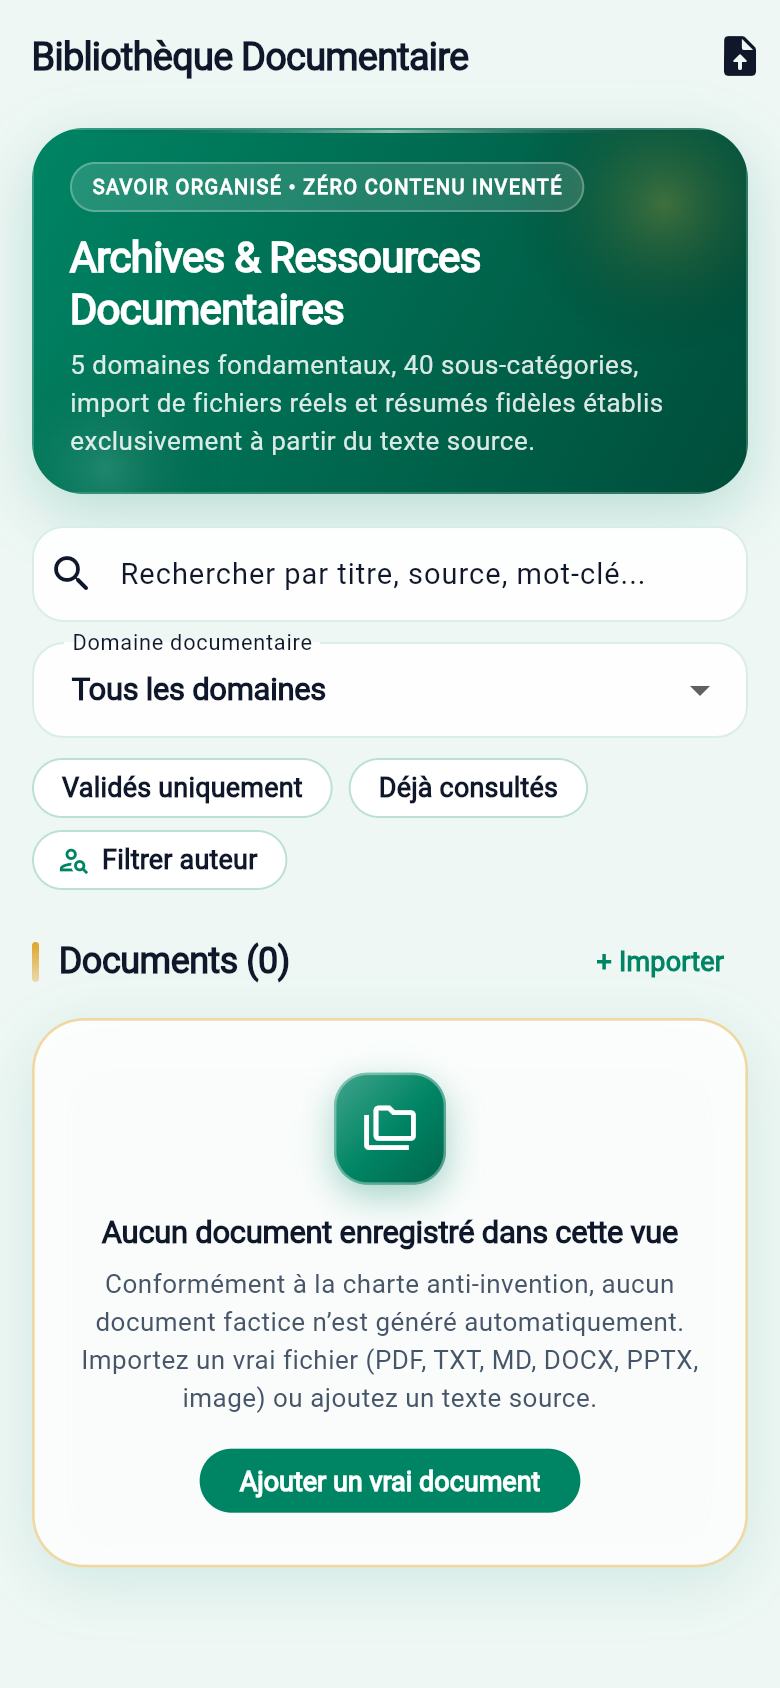 Bibliothèque Documentaire
SAVOIR ORGANISÉ • ZÉRO CONTENU INVENTÉ
Archives & Ressources
Documentaires
5 domaines fondamentaux, 40 sous-catégories,
import de fichiers réels et résumés fidèles établis
exclusivement à partir du texte source.
Rechercher par titre, source, mot-clé...
Domaine documentaire
Tous les domaines
Validés uniquement
Déjà consultés
Filtrer auteur
Documents (0)
+ Importer
Aucun document enregistré dans cette vue
Conformément à la charte anti-invention, aucun
document factice n’est généré automatiquement.
Importez un vrai fichier (PDF, TXT, MD, DOCX, PPTX,
image) ou ajoutez un texte source.
Ajouter un vrai document